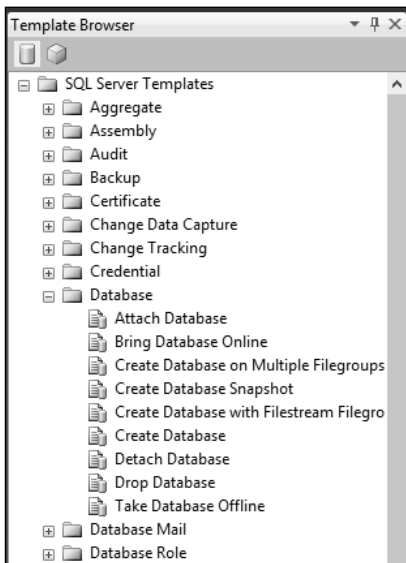 Template Browser
SQL Server Templates
Aggregate
Assembly
Audit
Backup
Certificate
Change Data Capture
Change Tracking
Credential
Database
Attach Database
Bring Database Online
Create Database on Multiple Filegroups
Create Database Snapshot
Create Database with Filestream Filegro
Create Database
Detach Database
Drop Database
Take Database Offline
Database Mail
Database Role